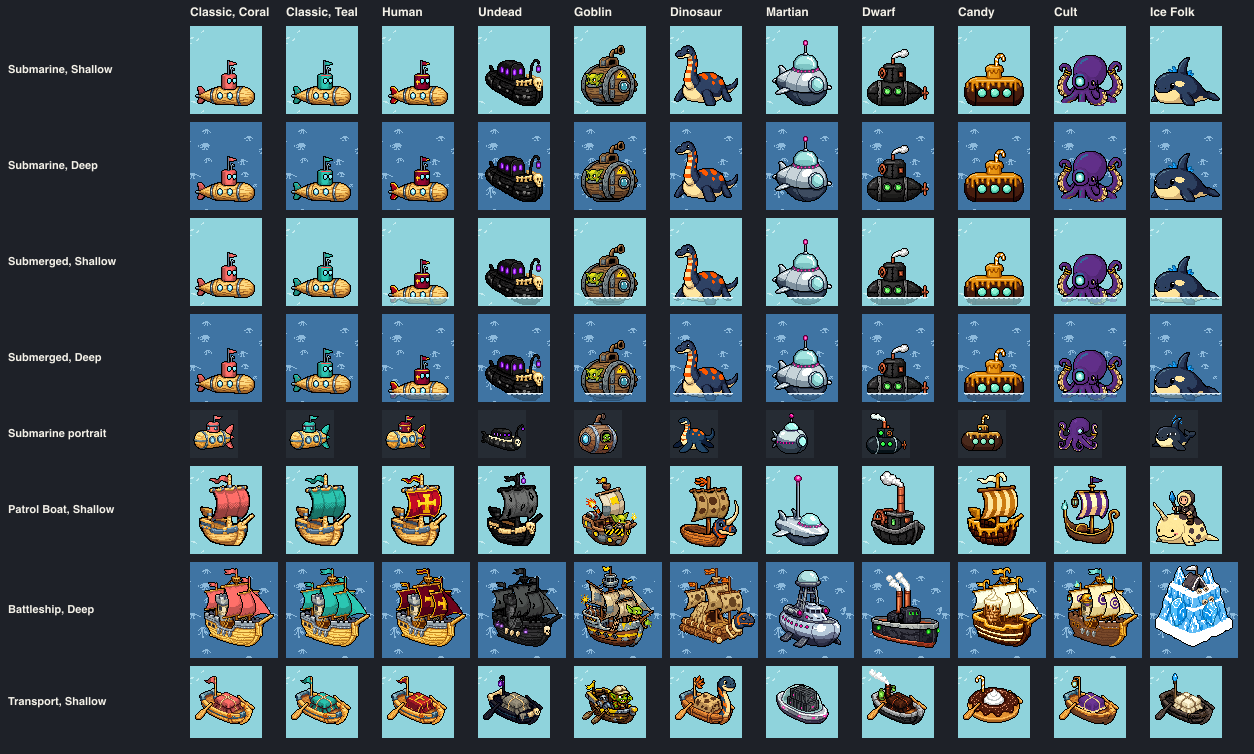 Classic, Coral Classic, Teal Human Undead Goblin Dinosaur Martian Dwarf Candy Cult Ice Folk
Submarine, Shallow
Submarine, Deep
Submerged, Shallow
Submerged, Deep
Submarine portrait
Patrol Boat, Shallow
Battleship, Deep
Transport, Shallow